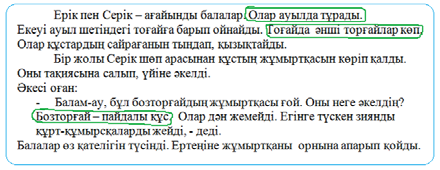 Ерік пен Серік – ағайынды балалар. Олар ауылда тұрады.
Екеуі ауыл шетіндегі тоғайға барып ойнайды. Тоғайда әнші торғайлар көп.
Олар құстардың сайрағанын тыңдап, қызықтайды.
Бір жолы Серік шөп арасынан құстың жұмыртқасын көріп қалды.
Оны тақиясына салып, үйіне әкелді.
Әкесі оған:
- Балам-ау, бұл бозторғайдың жұмыртқасы ғой. Оны неге әкелдің?
Бозторғай – пайдалы құс. Олар дән жемейді. Егінге түскен зиянды
құрт-құмырсқаларды жейді, - деді.
Балалар өз қателігін түсінді. Ертеңіне жұмыртқаны орнына апарып қойды.